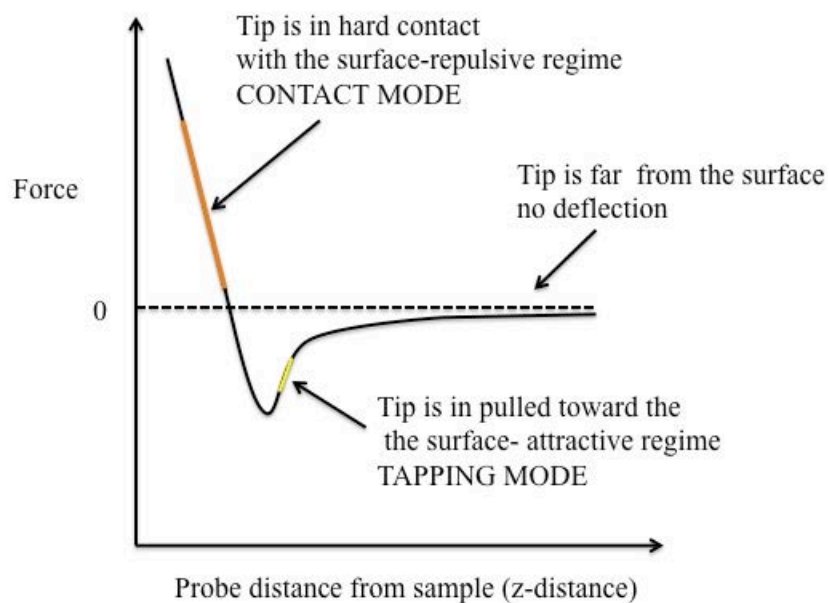 Tip is in hard contact
with the surface-repulsive regime
CONTACT MODE
Force
Tip is far from the surface
no deflection
0
Tip is in pulled toward the
the surface- attractive regime
TAPPING MODE
Probe distance from sample (z-distance)